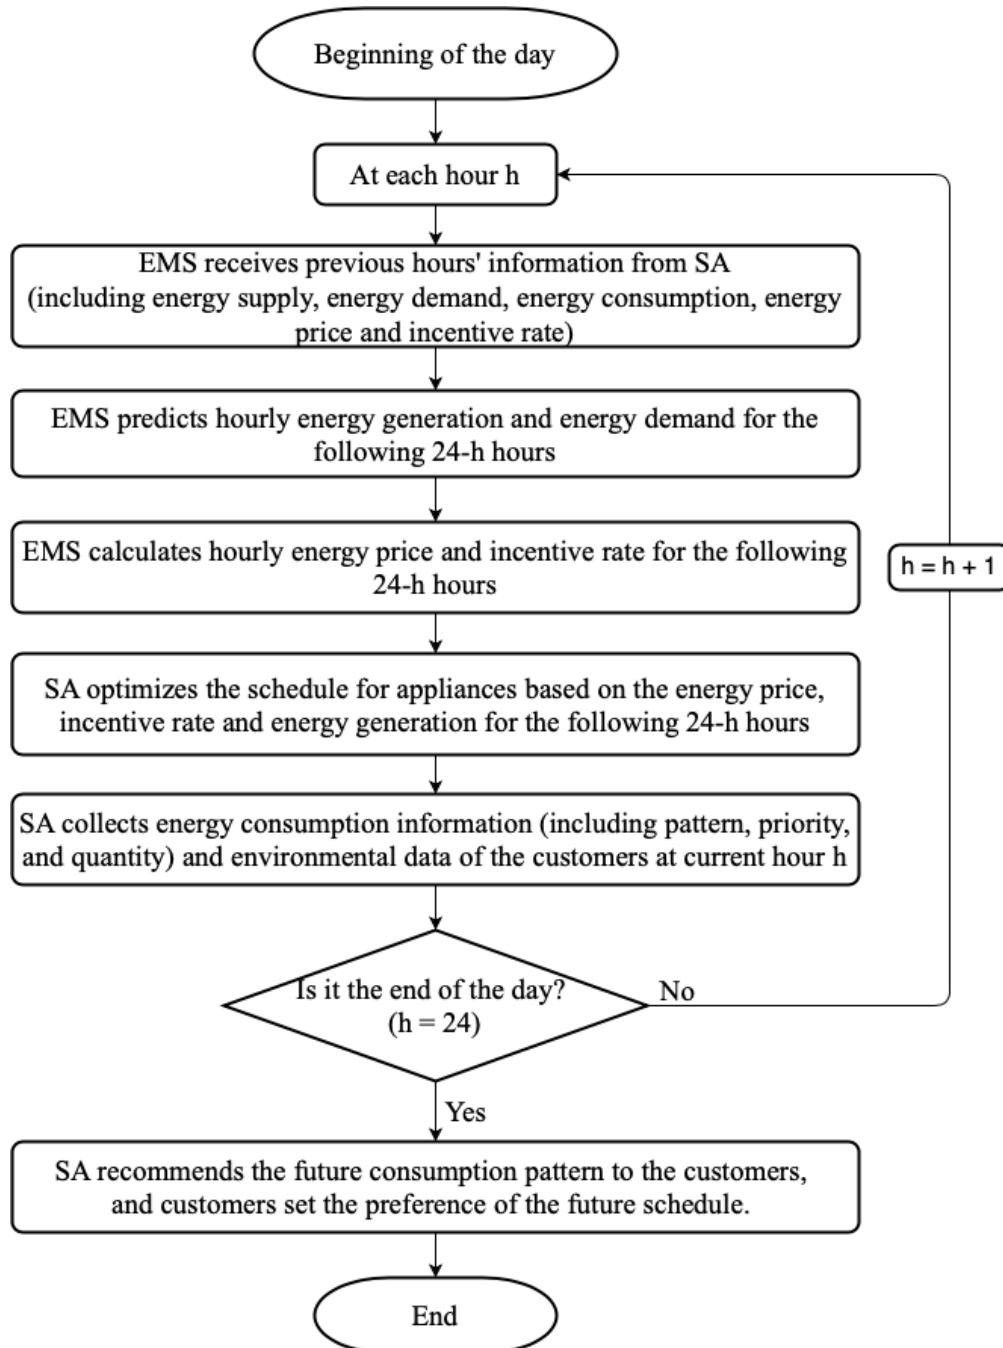 Beginning of the day
At each hour h
EMS receives previous hours' information from SA
(including energy supply, energy demand, energy consumption, energy
price and incentive rate)
EMS predicts hourly energy generation and energy demand for the
following 24-h hours
EMS calculates hourly energy price and incentive rate for the following
24-h hours
h = h + 1
SA optimizes the schedule for appliances based on the energy price,
incentive rate and energy generation for the following 24-h hours
SA collects energy consumption information (including pattern, priority,
and quantity) and environmental data of the customers at current hour h
Is it the end of the day?
(h = 24)
No
Yes
SA recommends the future consumption pattern to the customers,
and customers set the preference of the future schedule.
End